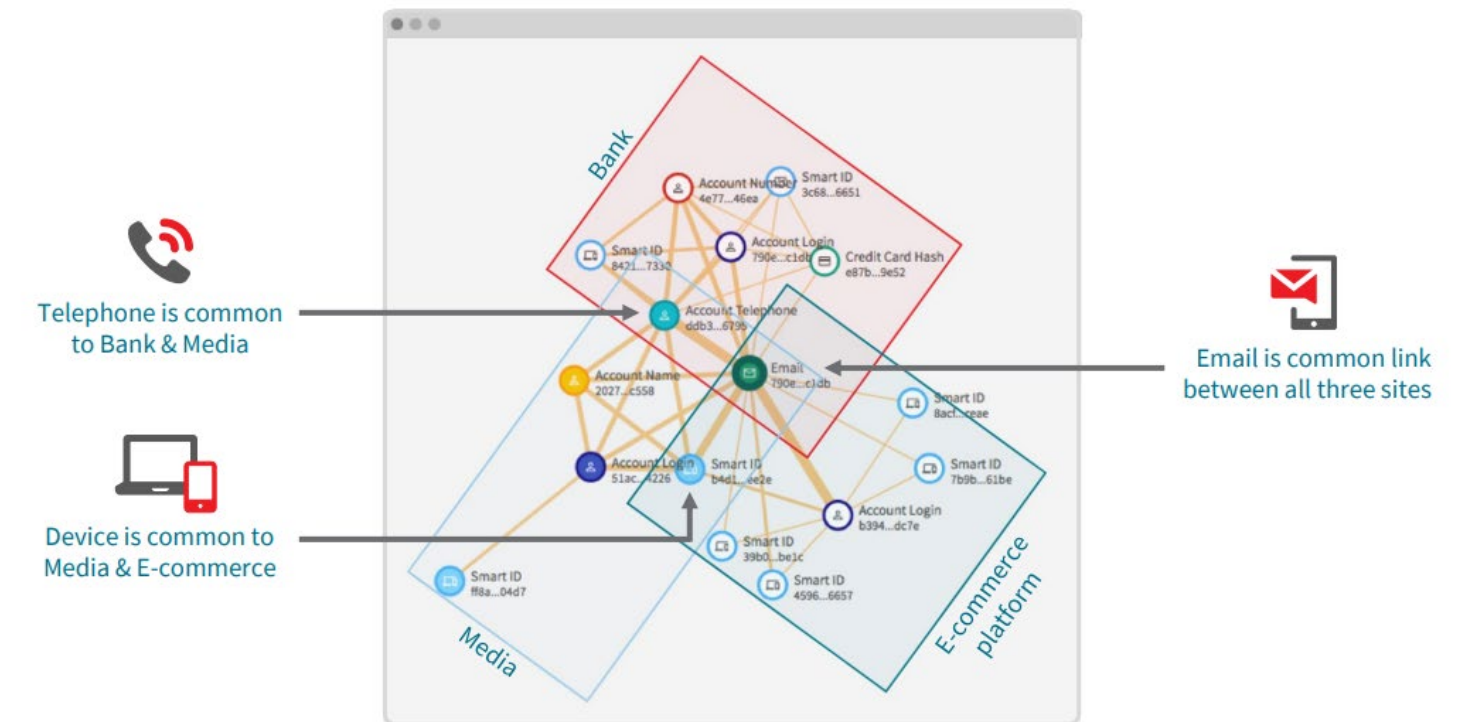 Bank
Account Number
4e77...46ea
Smart ID
3c68...6651
Account Login
790e...c1db
Smart ID
8421...7330
Credit Card Hash
e87b...9e52
Telephone is common
to Bank & Media
Account Telephone
ddb3...6795
Email
790e...c1db
Email is common link
between all three sites
Account Name
2027...c558
Smart ID
8acf...ceae
Account Login
51ac...4226
Smart ID
b4d1...ee2e
Smart ID
7b9b...61be
Account Login
b394...dc7e
Device is common to
Media & E-commerce
Smart ID
39b0...be1c
Smart ID
ff8a...04d7
Smart ID
4596...6657
Media
E-commerce
platform